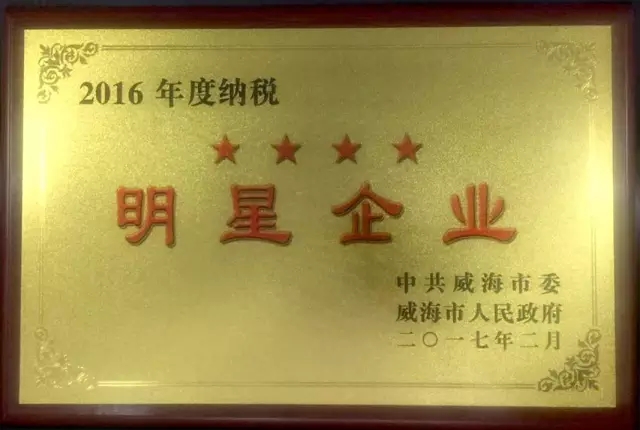 2016 年度纳税
★ ★ ★ ★
明星企业
中共威海市委
威海市人民政府
二〇一七年二月